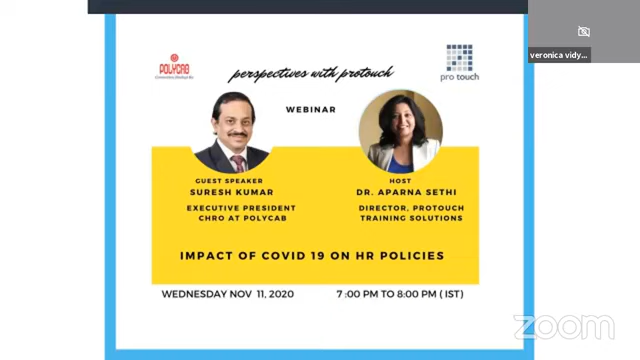 veronica vidy...
POLYCAB
perspectives with protouch
pro touch
WEBINAR
GUEST SPEAKER
SURESH KUMAR
EXECUTIVE PRESIDENT
CHRO AT POLYCAB
HOST
DR. APARNA SETHI
DIRECTOR, PROTOUCH
TRAINING SOLUTIONS
IMPACT OF COVID 19 ON HR POLICIES
WEDNESDAY NOV 11, 2020
7:00 PM TO 8:00 PM ( IST)
zoom